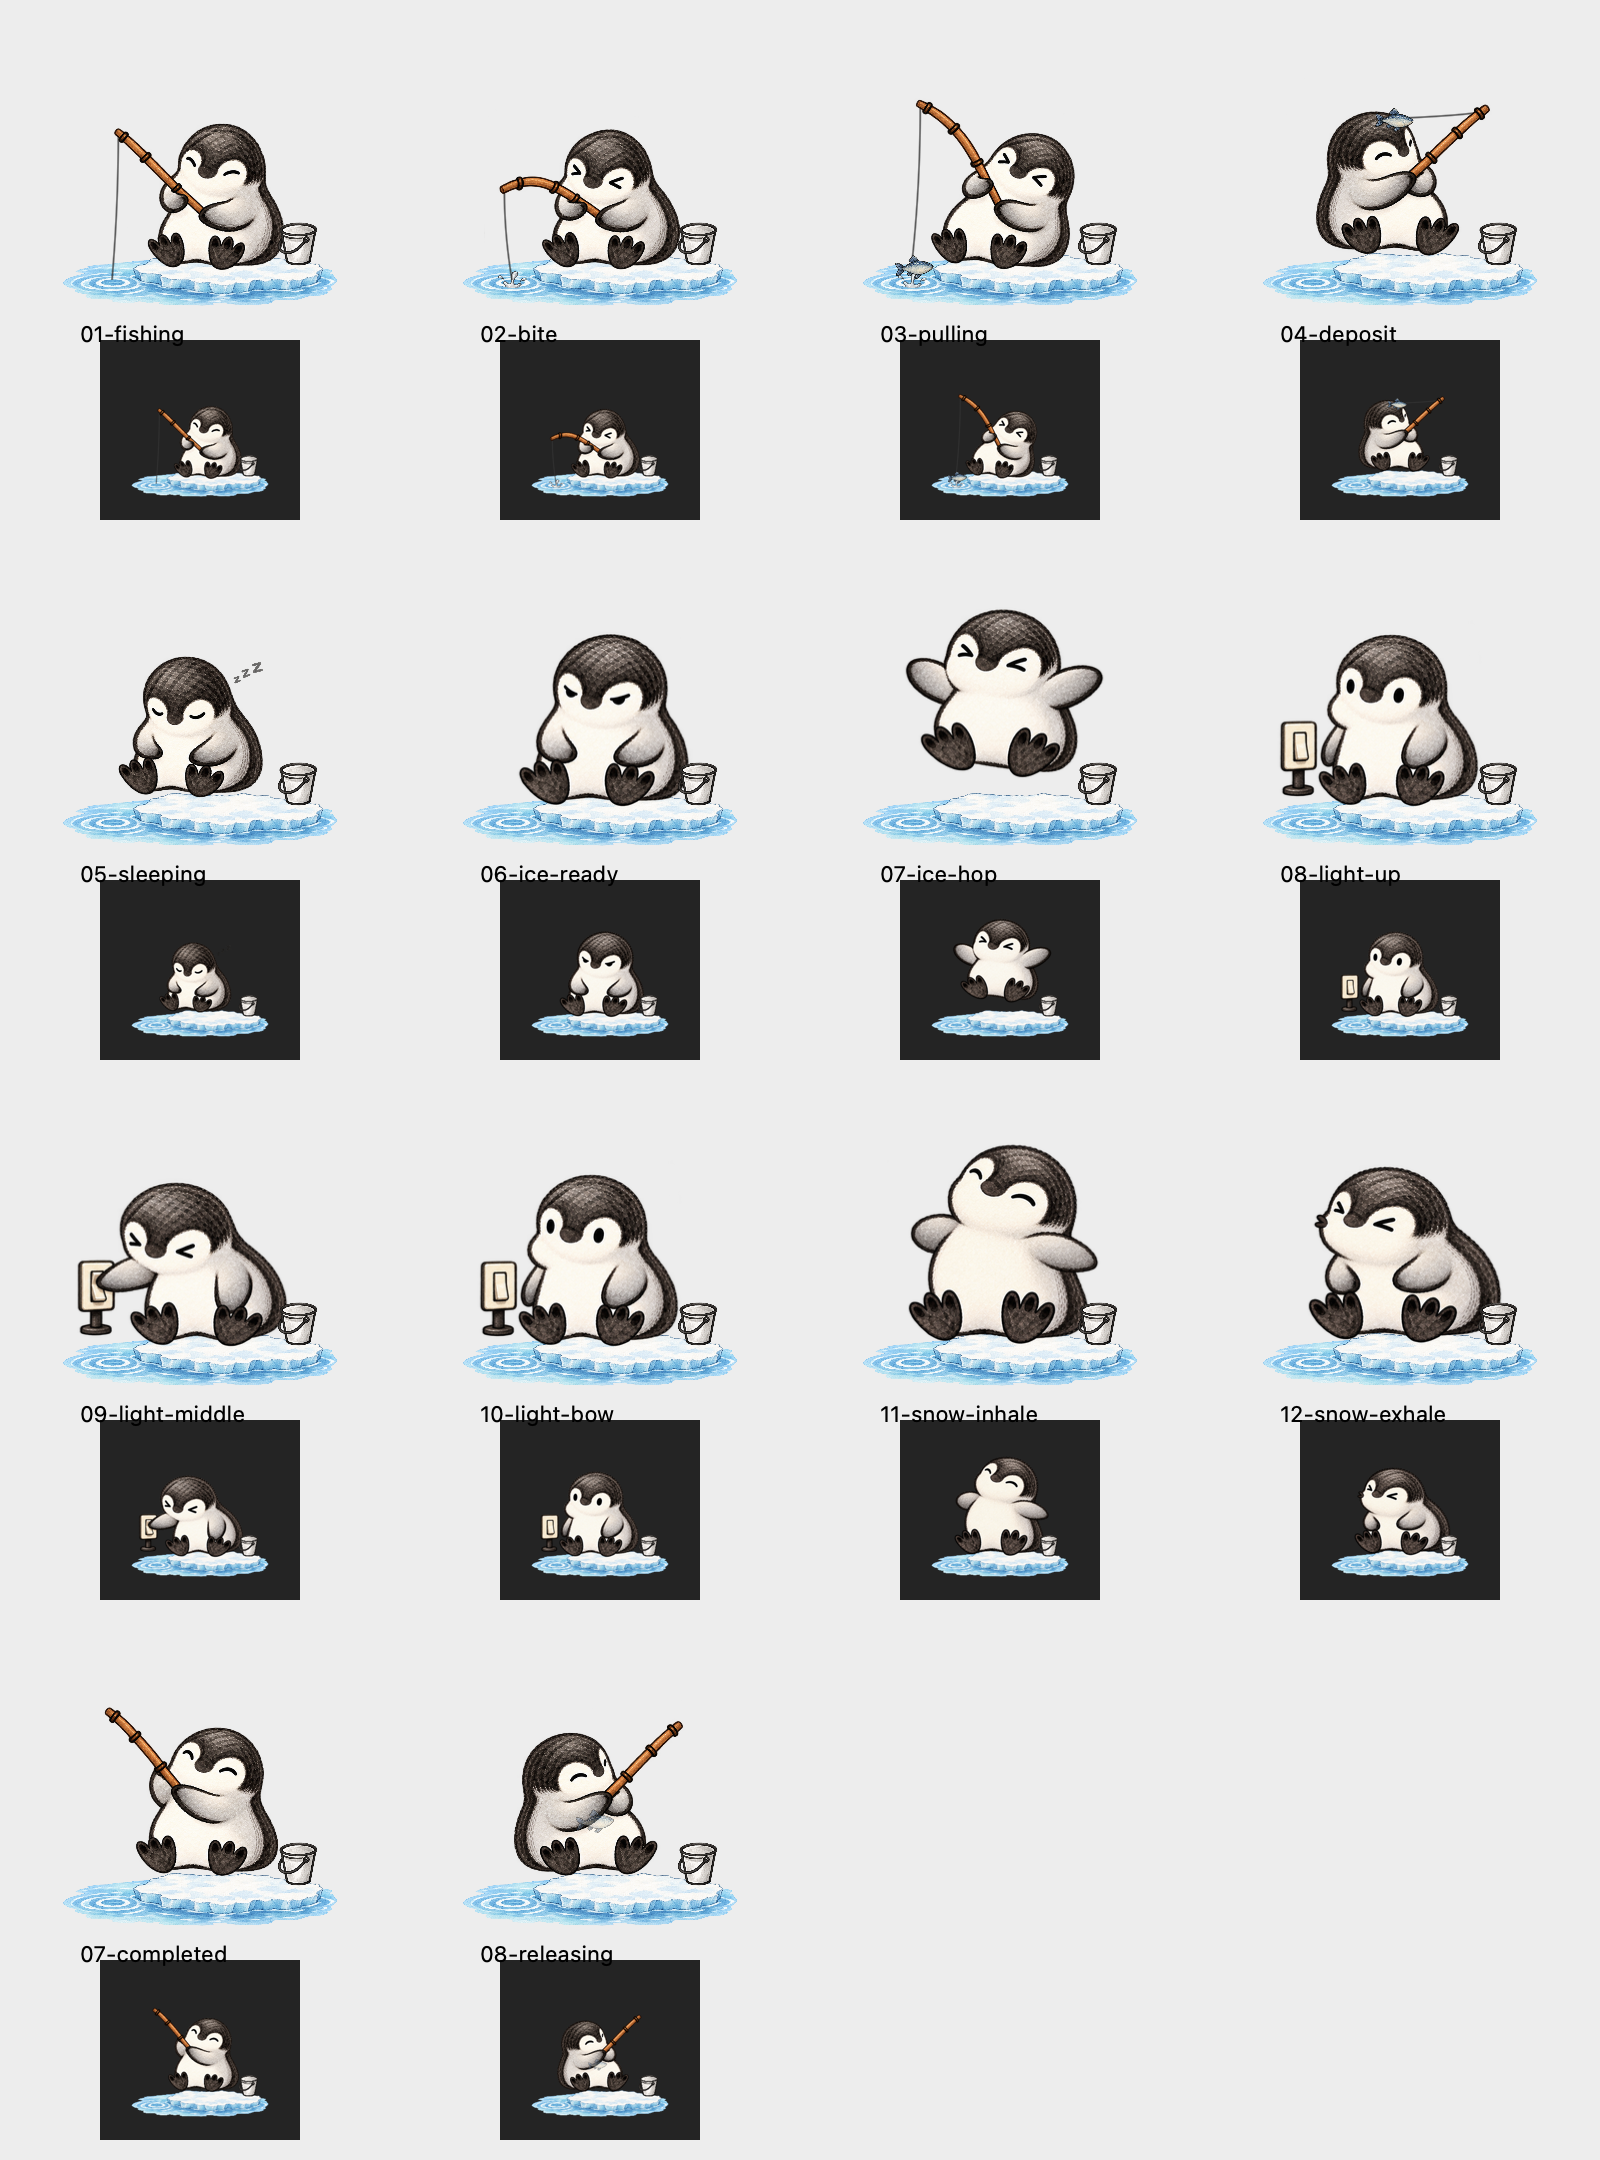 01-fishing
02-bite
03-pulling
04-deposit
zzZ
05-sleeping
06-ice-ready
07-ice-hop
08-light-up
09-light-middle
10-light-bow
11-snow-inhale
12-snow-exhale
07-completed
08-releasing